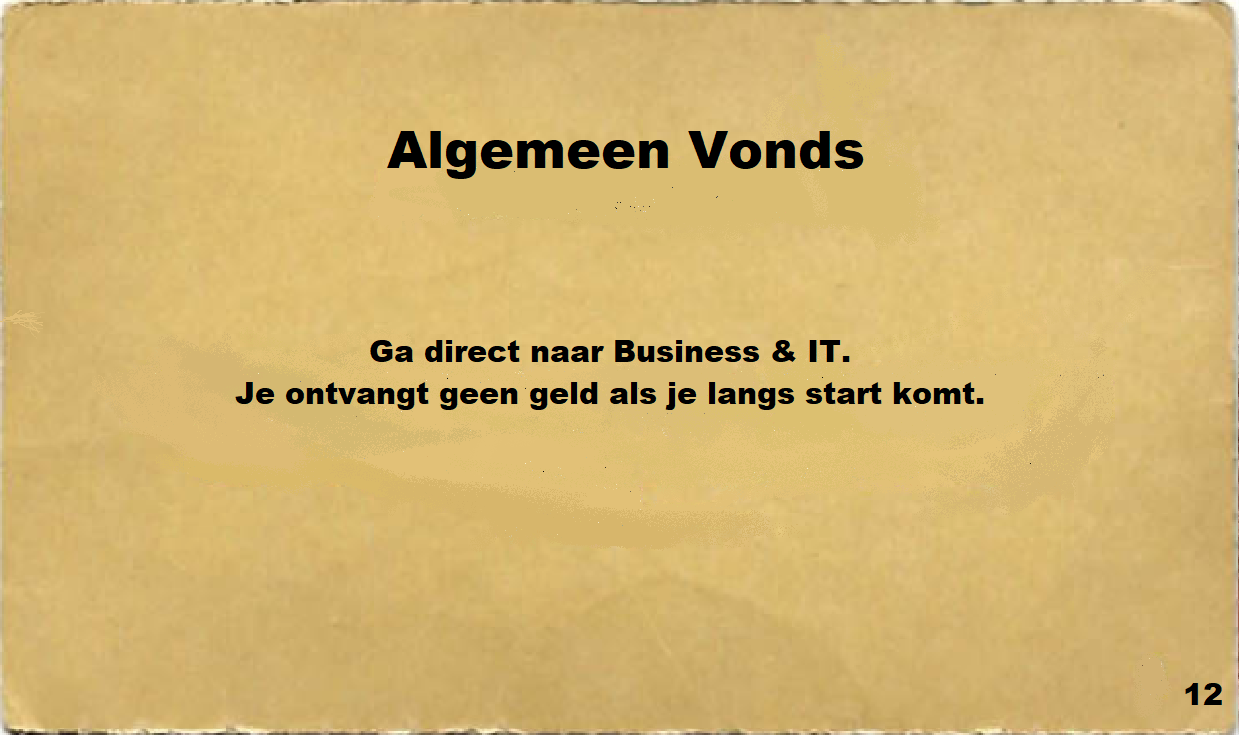 Algemeen Vonds
Ga direct naar Business & IT.
Je ontvangt geen geld als je langs start komt.
12